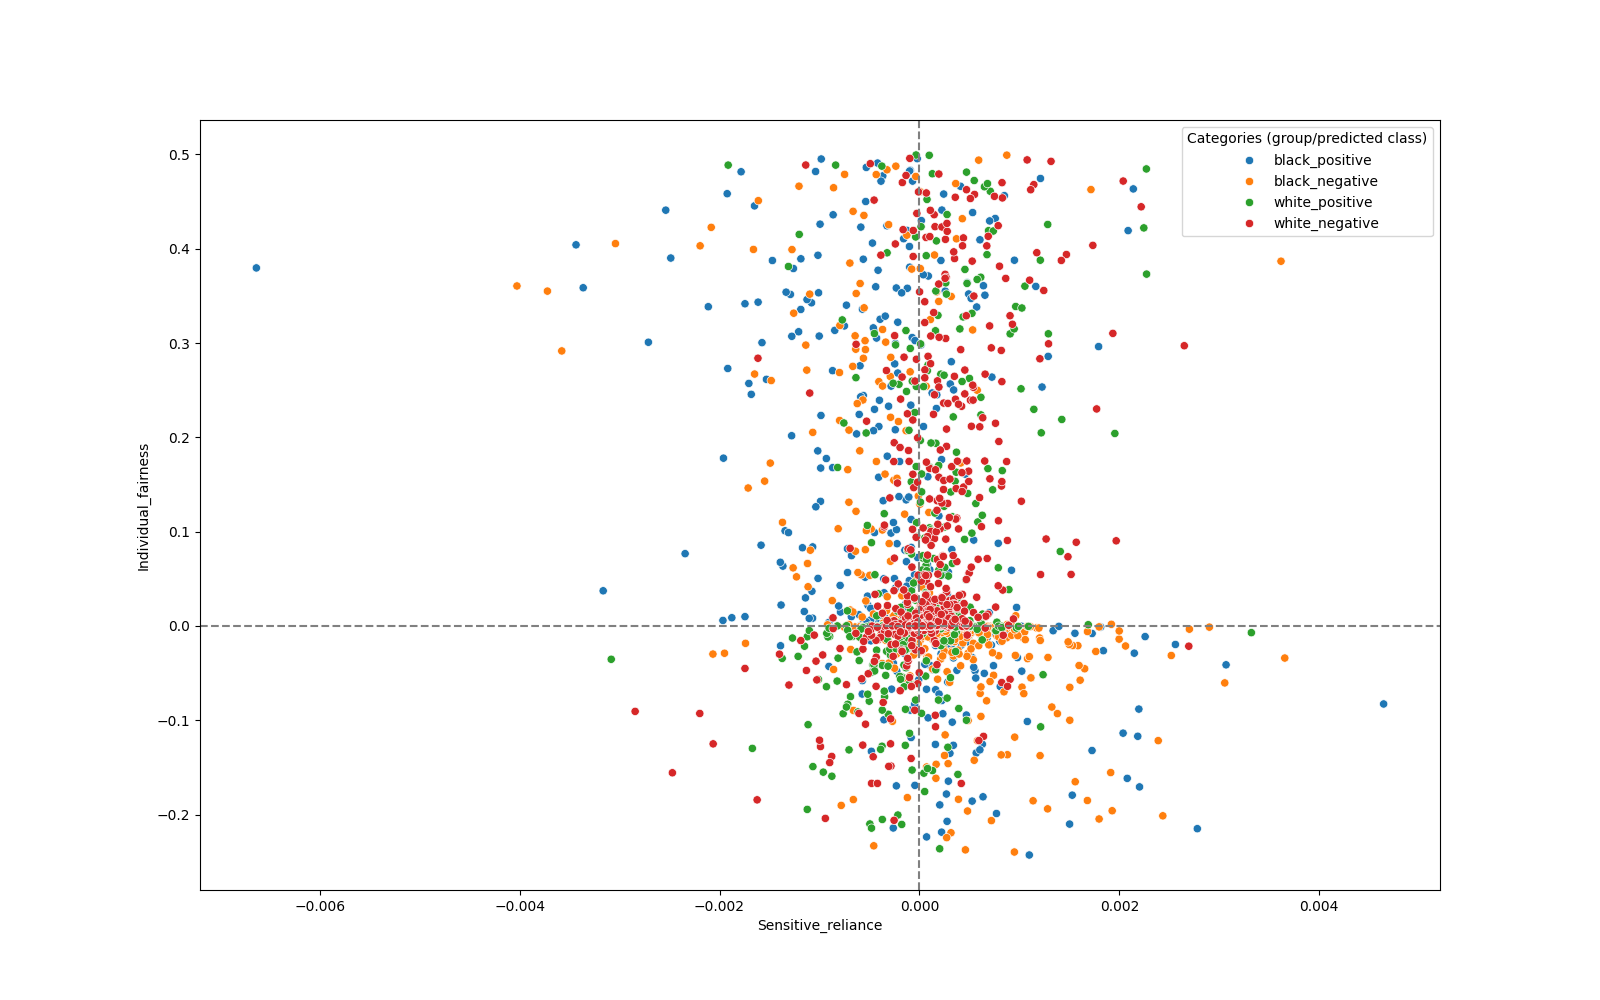 Categories (group/predicted class)
black_positive
black_negative
white_positive
white_negative
0.5
0.4
0.3
0.2
0.1
0.0
−0.1
−0.2
Individual_fairness
−0.006
−0.004
−0.002
0.000
0.002
0.004
Sensitive_reliance